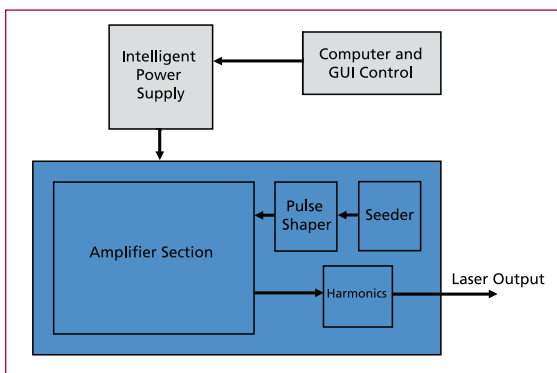 Intelligent
Power
Supply
Computer and
GUI Control
Pulse
Shaper
Seeder
Amplifier Section
Harmonics
Laser Output